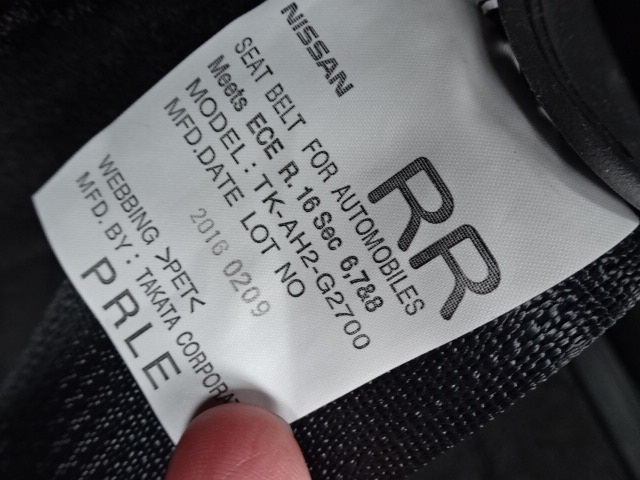 NISSAN
SEAT BELT FOR AUTOMOBILES
Meets ECE R. 16 Sec 6,7&8
MODEL : TK-AH2-G2700
MFD.DATE LOT NO
2016 0209
RR
WEBBING >PET<
MFD. BY : TAKATA CORPORAT
PRLE